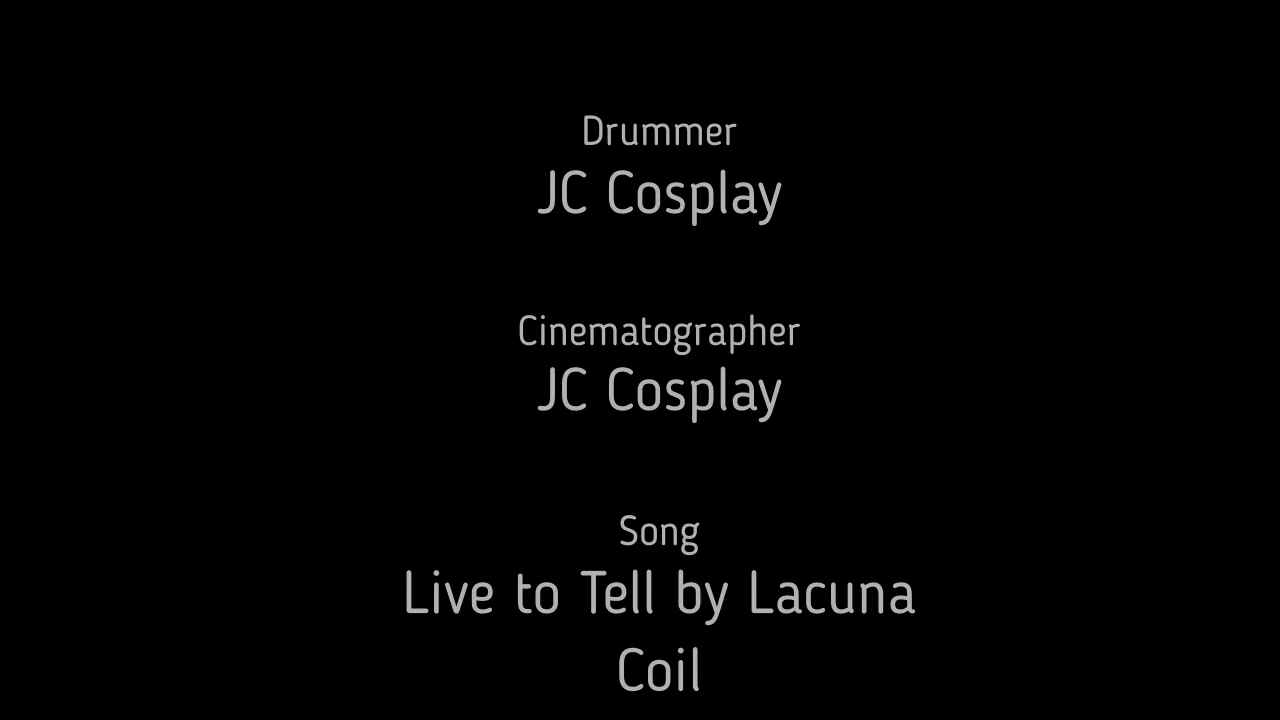 Drummer
JC Cosplay
Cinematographer
JC Cosplay
Song
Live to Tell by Lacuna
Coil